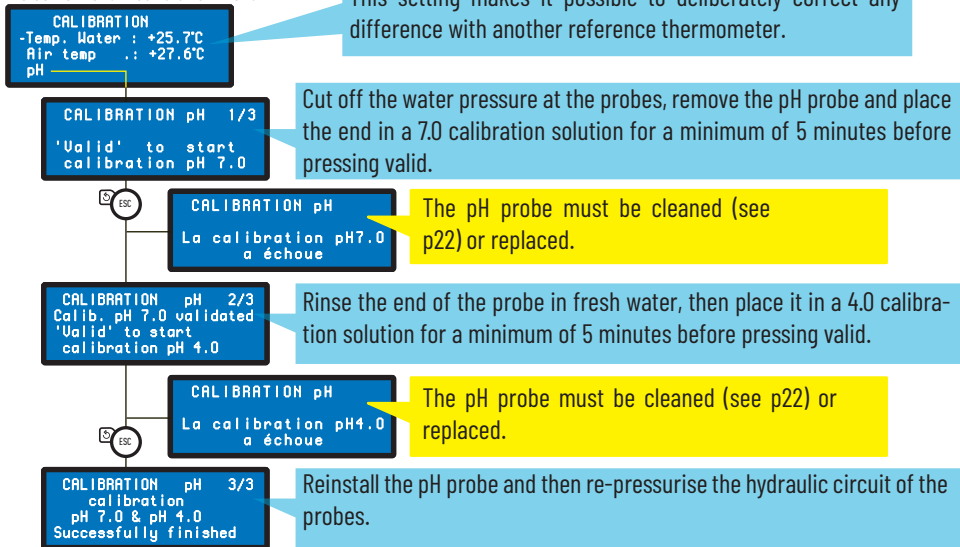 This setting makes it possible to deliberately correct any
difference with another reference thermometer.
CALIBRATION
-Temp. Water : +25.7°C
Air temp .: +27.6°C
pH
CALIBRATION pH 1/3
'Valid' to start
calibration pH 7.0
Cut off the water pressure at the probes, remove the pH probe and place
the end in a 7.0 calibration solution for a minimum of 5 minutes before
pressing valid.
ESC
CALIBRATION pH
La calibration pH7.0
a échoue
The pH probe must be cleaned (see
p22) or replaced.
CALIBRATION pH 2/3
Calib. pH 7.0 validated
'Valid' to start
calibration pH 4.0
Rinse the end of the probe in fresh water, then place it in a 4.0 calibra-
tion solution for a minimum of 5 minutes before pressing valid.
CALIBRATION pH
La calibration pH4.0
a échoue
The pH probe must be cleaned (see p22) or
replaced.
ESC
CALIBRATION pH 3/3
calibration
pH 7.0 & pH 4.0
Successfully finished
Reinstall the pH probe and then re-pressurise the hydraulic circuit of the
probes.